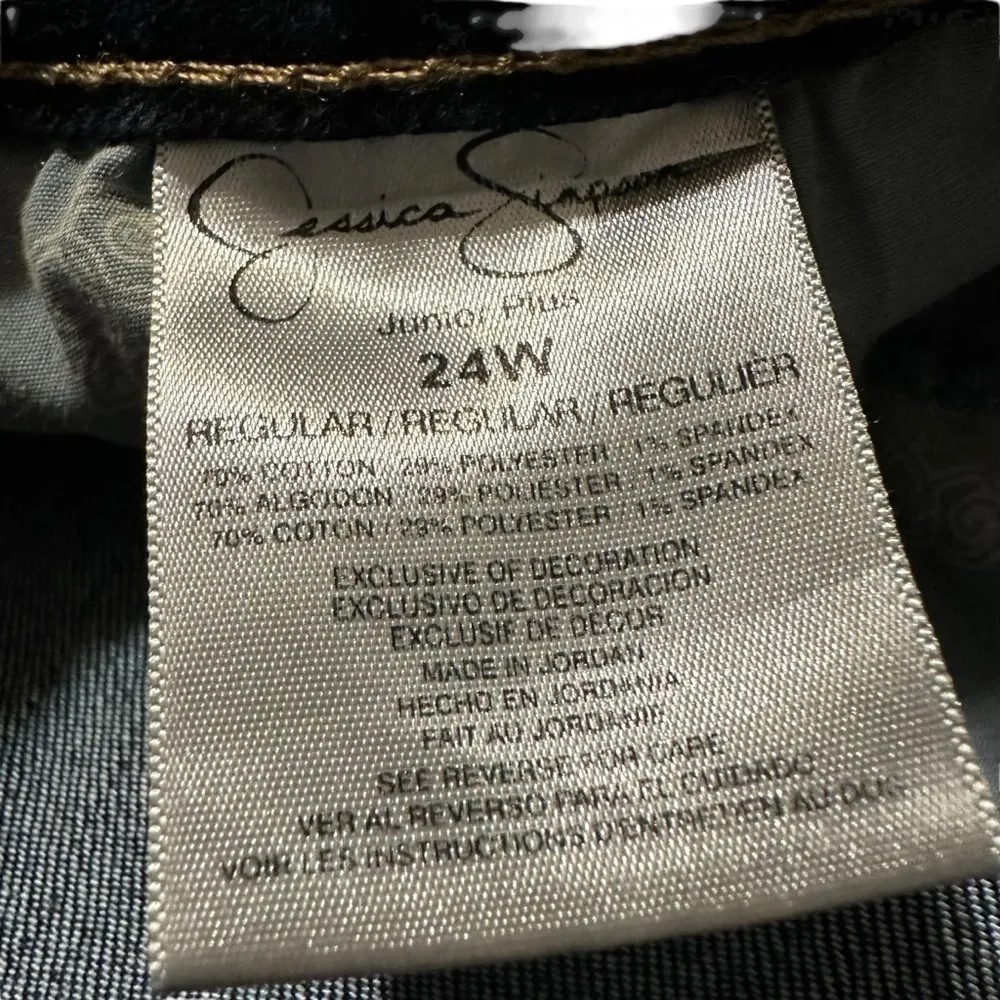 Jessica Simpson
Junior Plus
24W
REGULAR / REGULAR / REGULIER
70% COTTON / 29% POLYESTER / 1% SPANDEX
70% ALGODON / 29% POLIESTER / 1% SPANDEX
70% COTON / 29% POLYESTER / 1% SPANDEX
EXCLUSIVE OF DECORATION
EXCLUSIVO DE DECORACION
EXCLUSIF DE DECOR
MADE IN JORDAN
HECHO EN JORDANIA
FAIT AU JORDANIE
SEE REVERSE FOR CARE
VER AL REVERSO PARA EL CUIDADO
VOIR LES INSTRUCTIONS D'ENTRETIEN AU DOS